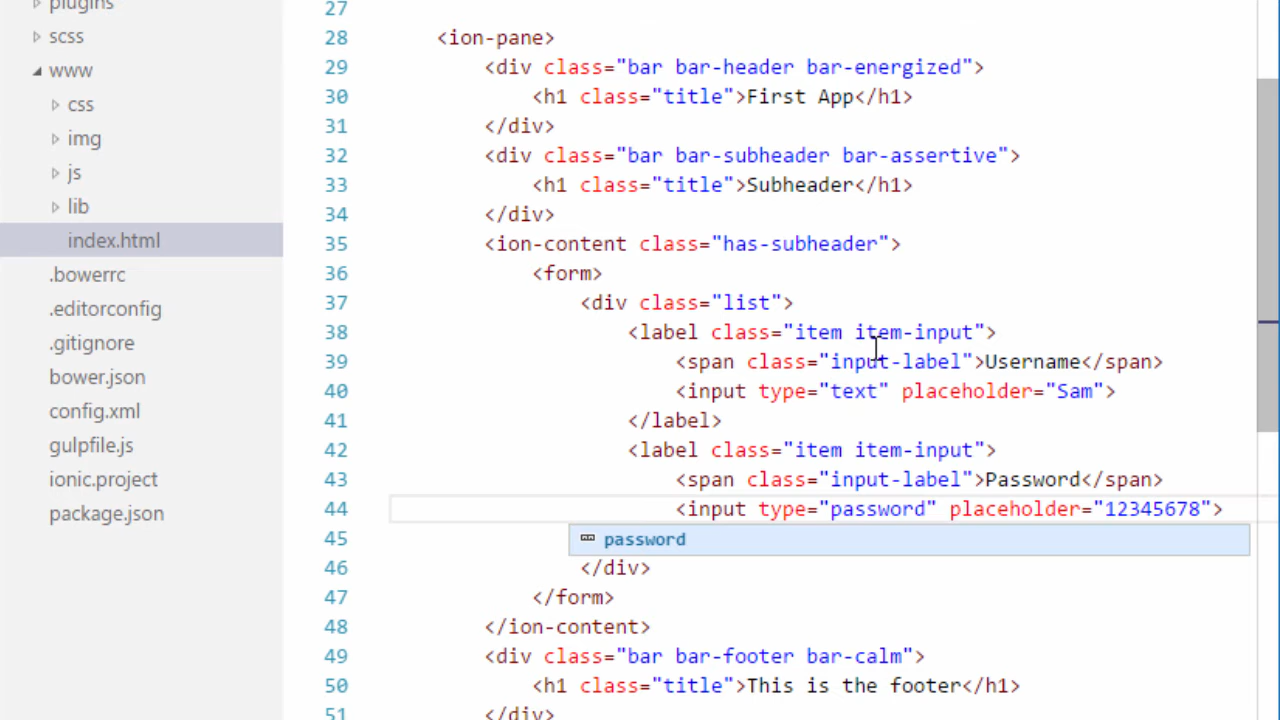 plugins
scss
www
css
img
js
lib
index.html
.bowerrc
.editorconfig
.gitignore
bower.json
config.xml
gulpfile.js
ionic.project
package.json
27
28 <ion-pane>
29 <div class="bar bar-header bar-energized">
30 <h1 class="title">First App</h1>
31 </div>
32 <div class="bar bar-subheader bar-assertive">
33 <h1 class="title">Subheader</h1>
34 </div>
35 <ion-content class="has-subheader">
36 <form>
37 <div class="list">
38 <label class="item item-input">
39 <span class="input-label">Username</span>
40 <input type="text" placeholder="Sam">
41 </label>
42 <label class="item item-input">
43 <span class="input-label">Password</span>
44 <input type="password" placeholder="12345678">
45 password
46 </div>
47 </form>
48 </ion-content>
49 <div class="bar bar-footer bar-calm">
50 <h1 class="title">This is the footer</h1>
51 </div>